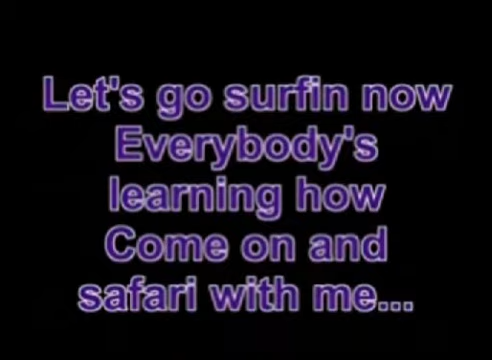 Let's go surfin now
Everybody's
learning how
Come on and
safari with me...